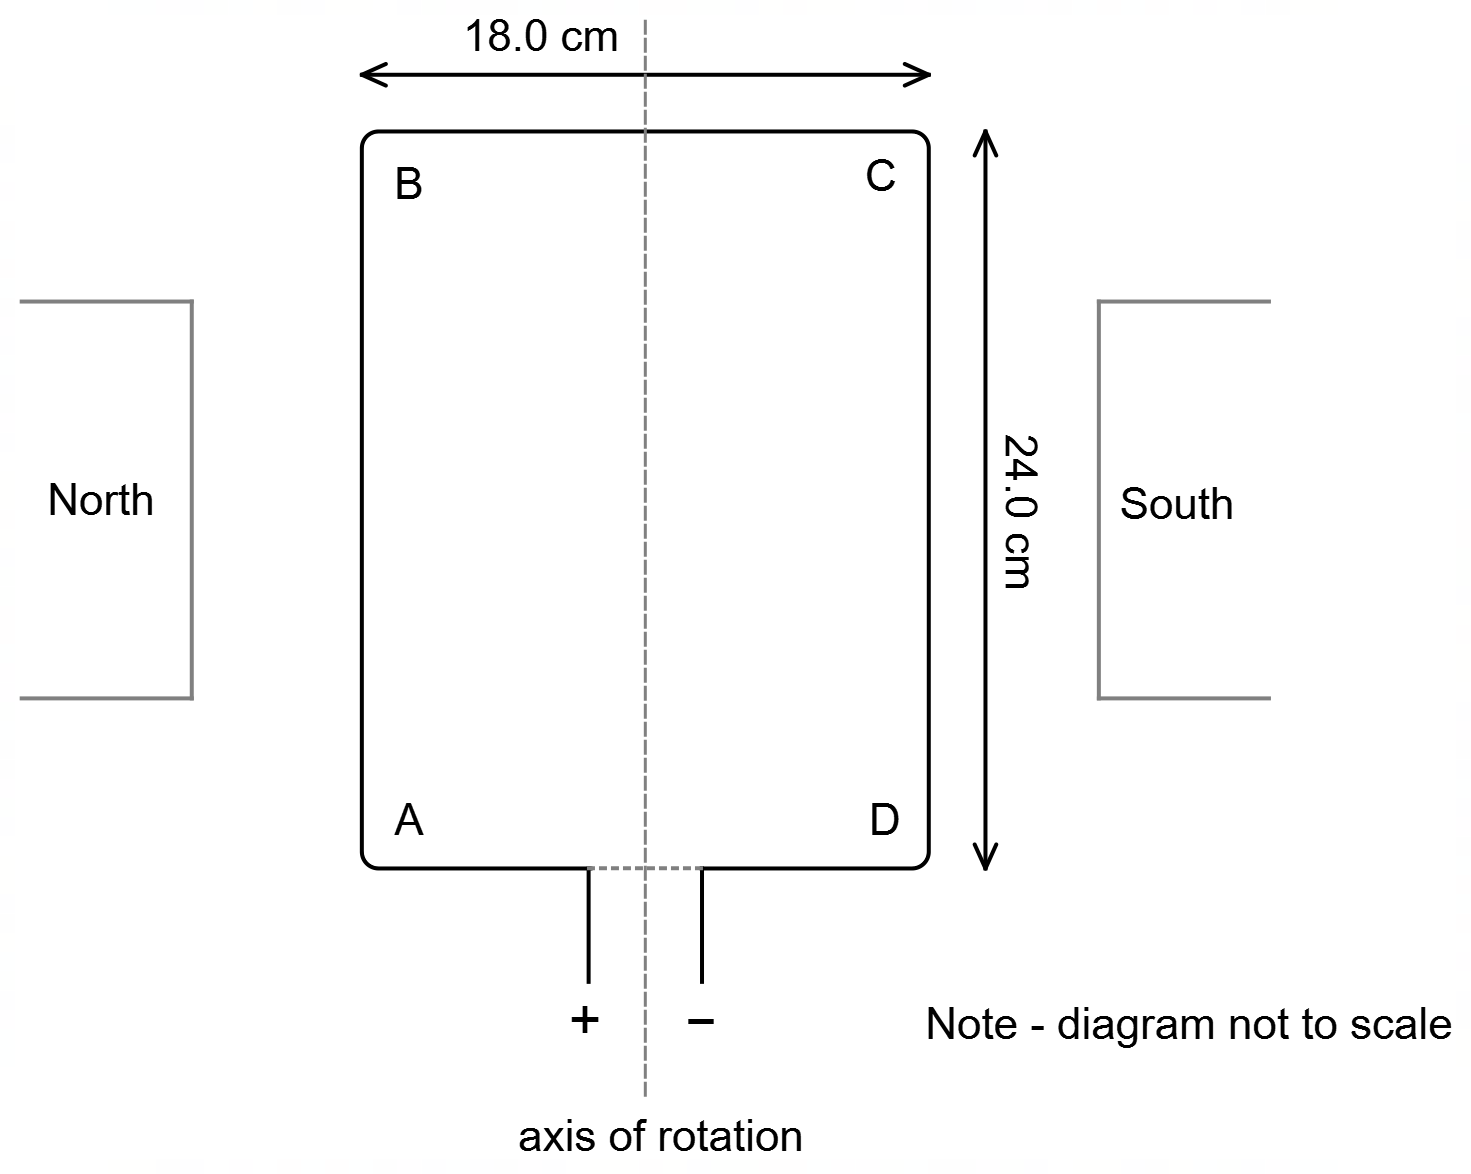 18.0 cm
B
C
24.0 cm
North
South
A
D
+
–
Note - diagram not to scale
axis of rotation